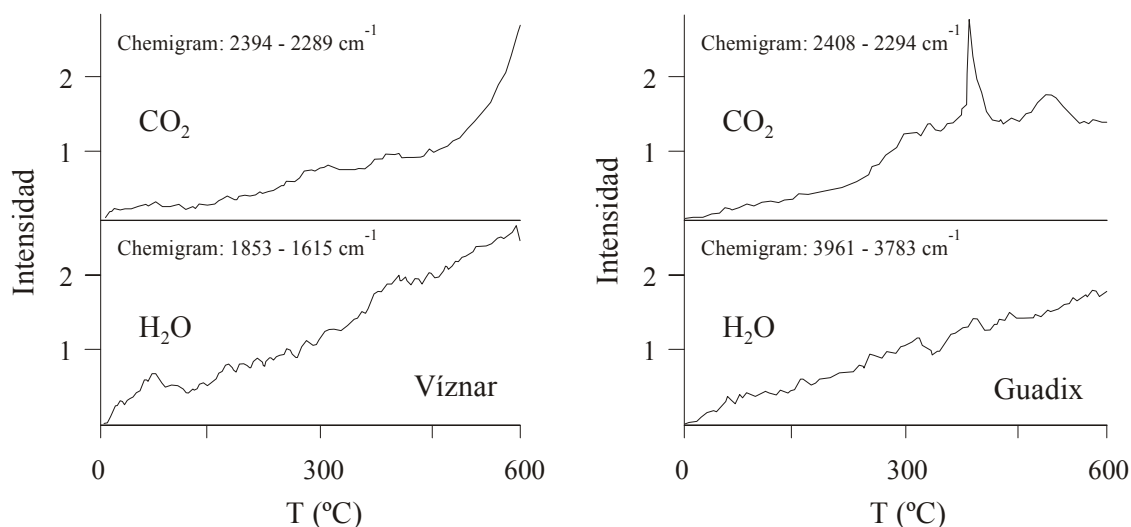 Chemigram: 2394 - 2289 cm⁻¹
2
CO₂
1
Intensidad
Chemigram: 1853 - 1615 cm⁻¹
2
H₂O
1
Víznar
0 300 600
T (ºC)
Chemigram: 2408 - 2294 cm⁻¹
2
CO₂
1
Intensidad
Chemigram: 3961 - 3783 cm⁻¹
2
H₂O
1
Guadix
0 300 600
T (ºC)